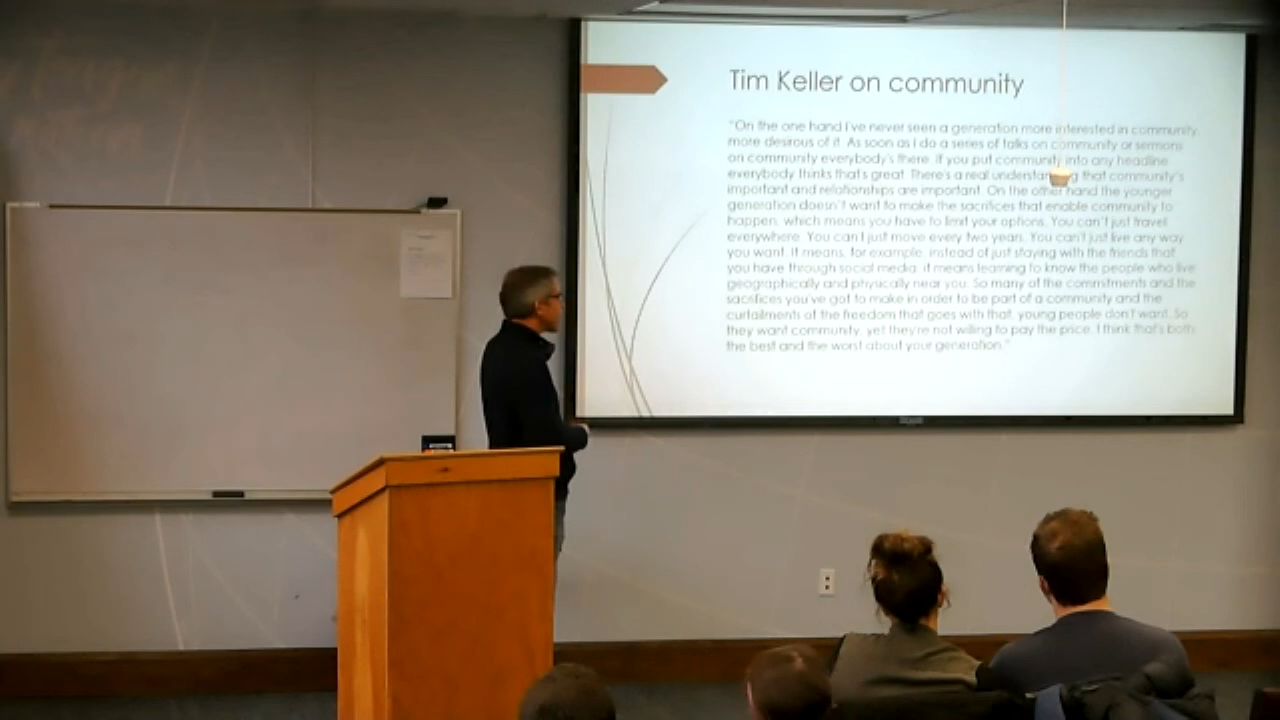 Tim Keller on community
"On the one hand I've never seen a generation more interested in community,
more desirous of it. As soon as I do a series of talks on community or sermons
on community everybody's there. If you put community into any headline
everybody thinks that's great. There's a real understanding that community's
important and relationships are important. On the other hand the younger
generation doesn't want to make the sacrifices that enable community to
happen, which means you have to limit your options. You can't just travel
everywhere. You can't just move every two years. You can't just live any way
you want. It means, for example, instead of just staying with the friends that
you have through social media, it means learning to know the people who live
geographically and physically near you. So many of the commitments and the
sacrifices you've got to make in order to be part of a community and the
curtailments of the freedom that goes with that, young people don't want. So
they want community, yet they're not willing to pay the price. I think that's both
the best and the worst about your generation."